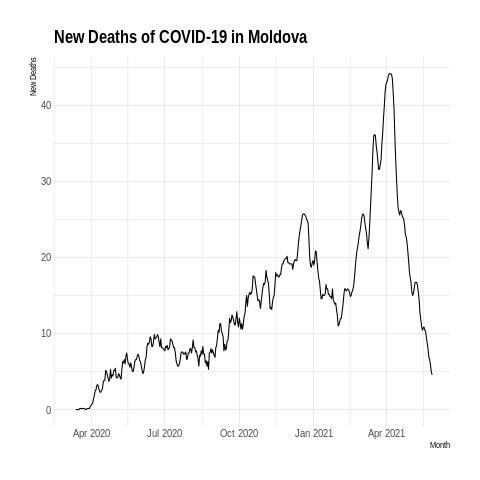 New Deaths of COVID-19 in Moldova
New Deaths
40
30
20
10
0
Apr 2020
Jul 2020
Oct 2020
Jan 2021
Apr 2021
Month